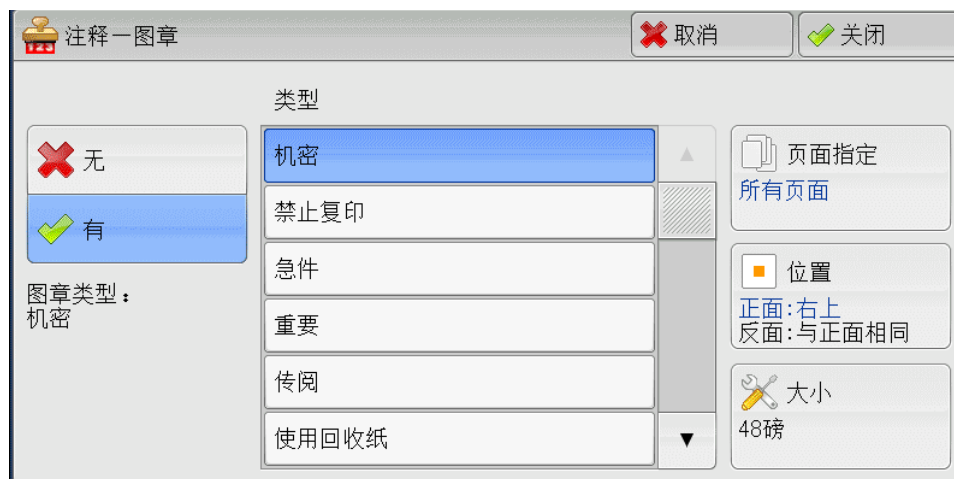 注释－图章
取消
关闭
类型
无
有
图章类型：
机密
机密
禁止复印
急件
重要
传阅
使用回收纸
页面指定
所有页面
位置
正面:右上
反面:与正面相同
大小
48磅